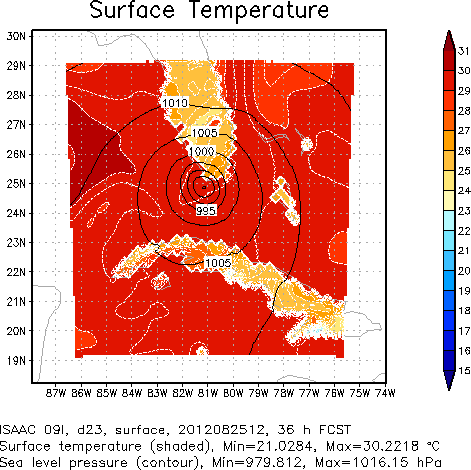 Surface Temperature
30N
29N
28N
27N
26N
25N
24N
23N
22N
21N
20N
19N
1010
1005
1000
995
1005
87W 86W 85W 84W 83W 82W 81W 80W 79W 78W 77W 76W 75W 74W
31
30
29
28
27
26
25
24
23
22
21
20
19
18
17
16
15
ISAAC 09l, d23, surface, 2012082512, 36 h FCST
Surface temperature (shaded), Min=21.0284, Max=30.2218 °C
Sea level pressure (contour), Min=979.812, Max=1016.15 hPa